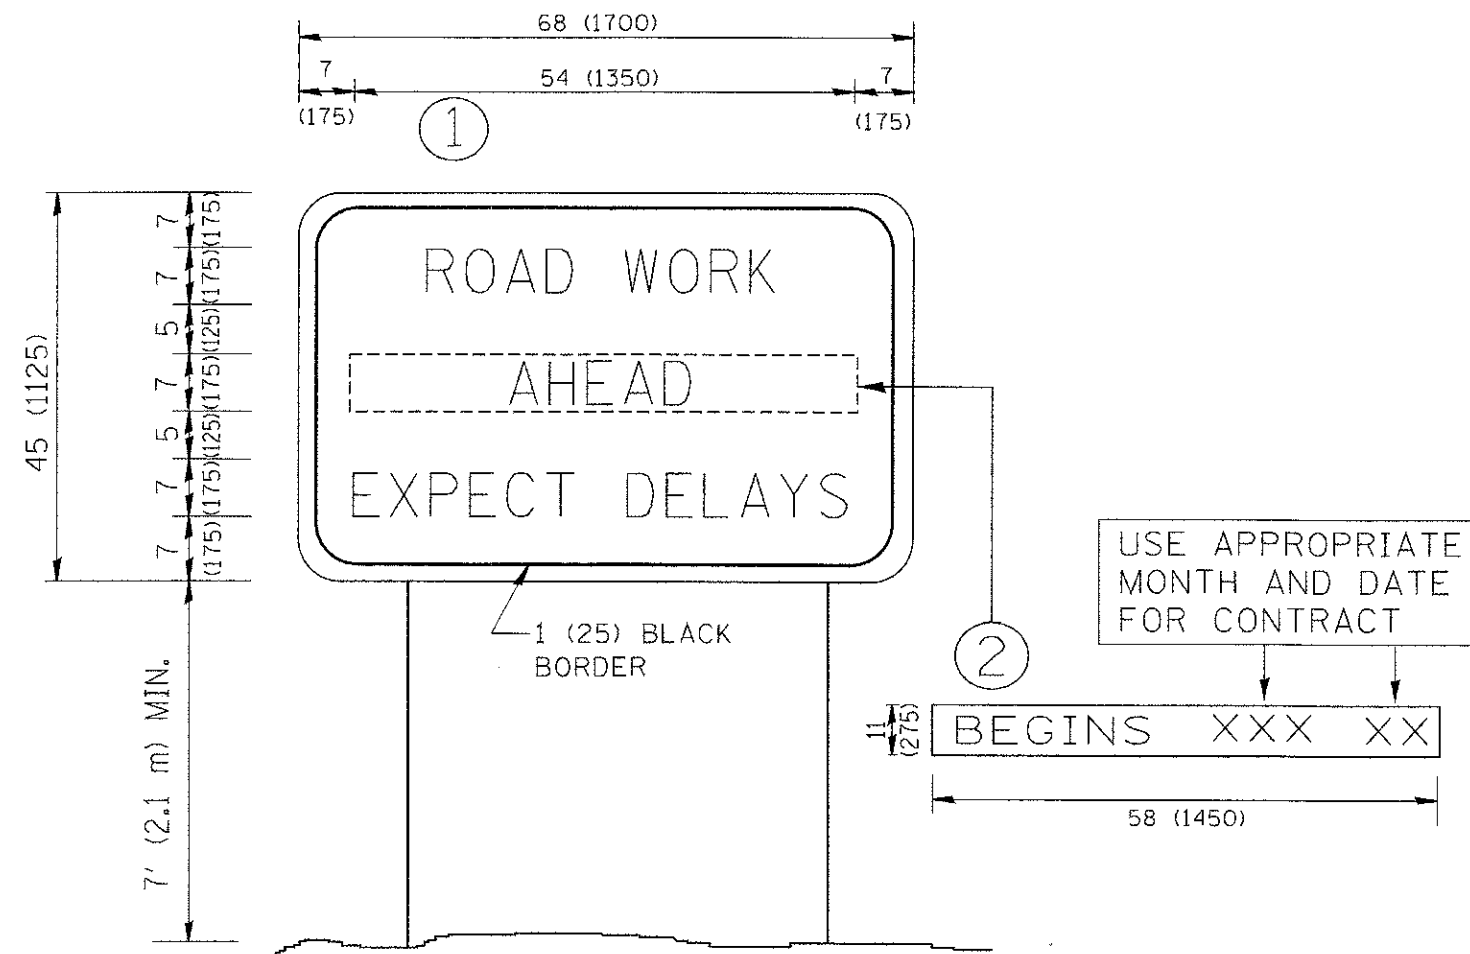 68 (1700)
7
54 (1350)
7
(175)
(175)
1
45 (1125)
7 (175)
7 (175)
5 (125)
7 (175)
5 (125)
7 (175)
7 (175)
ROAD WORK
AHEAD
EXPECT DELAYS
1 (25) BLACK
BORDER
7' (2.1 m) MIN.
USE APPROPRIATE
MONTH AND DATE
FOR CONTRACT
2
11
(275)
BEGINS XXX XX
58 (1450)